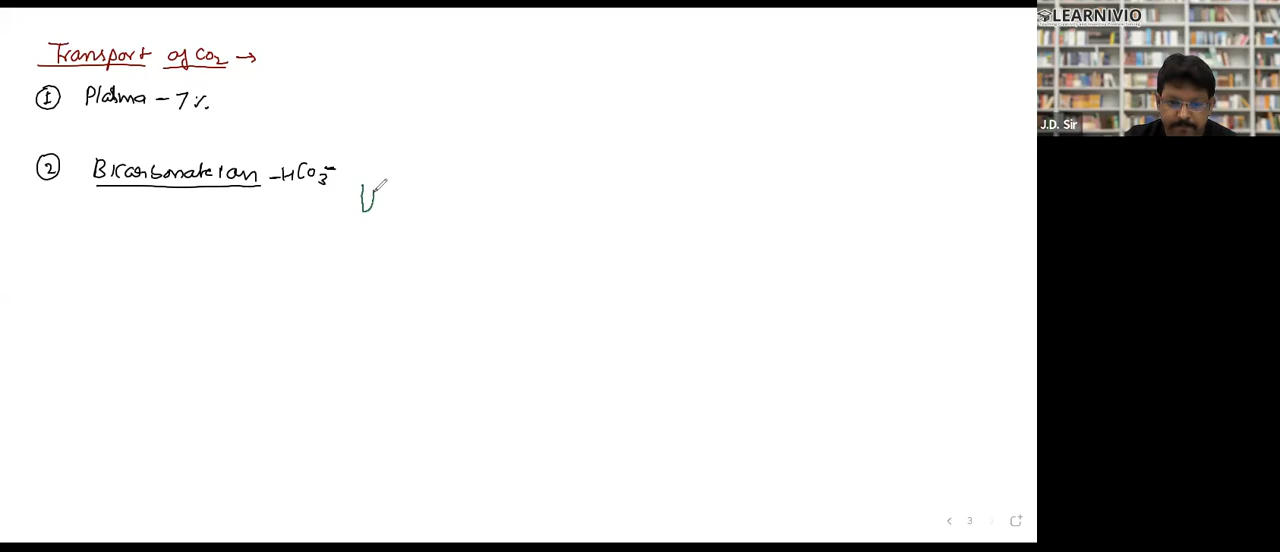 Transport of CO2 →
① Plasma - 7%
② Bicarbonate Ion - HCO3-
LEARNIVIO
J.D. Sir
3